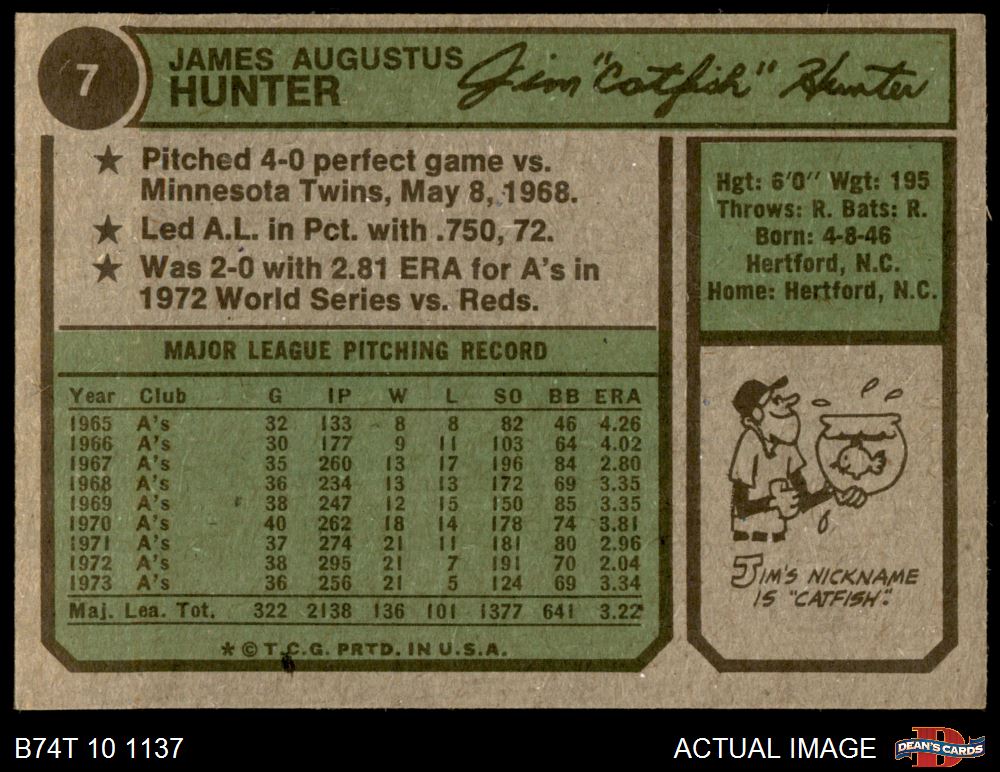 7
JAMES AUGUSTUS
HUNTER
Jim "Catfish" Hunter
★ Pitched 4-0 perfect game vs.
Minnesota Twins, May 8, 1968.
★ Led A.L. in Pct. with .750, 72.
★ Was 2-0 with 2.81 ERA for A's in
1972 World Series vs. Reds.
Hgt: 6'0" Wgt: 195
Throws: R. Bats: R.
Born: 4-8-46
Hertford, N.C.
Home: Hertford, N.C.
MAJOR LEAGUE PITCHING RECORD
Year Club G IP W L SO BB ERA
1965 A's 32 133 8 8 82 46 4.26
1966 A's 30 177 9 11 103 64 4.02
1967 A's 35 260 13 17 196 84 2.80
1968 A's 36 234 13 13 172 69 3.35
1969 A's 38 247 12 15 150 85 3.35
1970 A's 40 262 18 14 178 74 3.81
1971 A's 37 274 21 11 181 80 2.96
1972 A's 38 295 21 7 191 70 2.04
1973 A's 36 256 21 5 124 69 3.34
Maj. Lea. Tot. 322 2138 136 101 1377 641 3.22
* © T.C.G. PRTD. IN U.S.A.
JIM'S NICKNAME
IS "CATFISH".
B74T 10 1137
ACTUAL IMAGE
DEAN'S CARDS